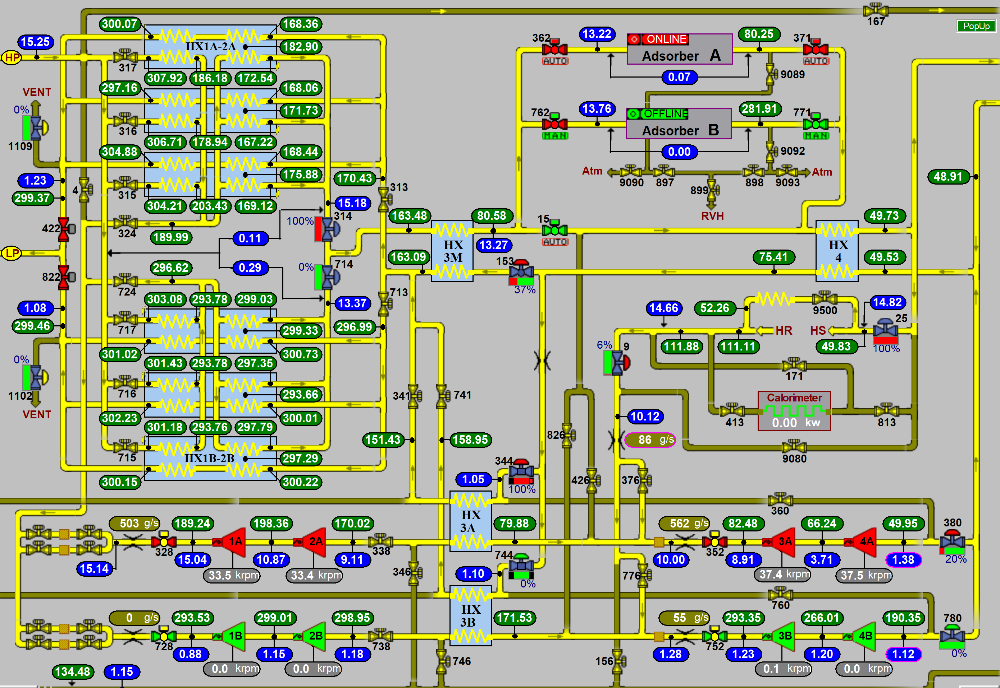 167
PopUp
300.07
168.36
15.25
HX1A-2A
182.90
HP
317
307.92 186.18 172.54
362
13.22
ONLINE
80.25
371
AUTO
Adsorber A
AUTO
0.07
9089
VENT
297.16
168.06
0%
171.73
316
1109
306.71 178.94 167.22
762
13.76
OFFLINE
281.91
771
MAN
Adsorber B
MAN
0.00
9092
304.88
168.44
1.23
175.88
170.43
4
315
299.37
304.21 203.43 169.12
313
Atm
9090 897
899
898 9093
Atm
RVH
48.91
15.18
314
100%
422
324
189.99
0.11
163.48
80.58
15
49.73
HX
3M
13.27
AUTO
HX
4
LP
163.09
153
75.41
49.53
37%
822
296.62
0.29
714
0%
724
303.08 293.78 299.03
713
1.08
13.37
717
299.46
299.33
296.99
301.02
300.73
0%
301.43 293.78 297.35
716
1102
293.66
VENT
302.23
300.01
301.18 293.76 297.79
715
HX1B-2B
297.29
300.15
300.22
14.66
52.26
9500
14.82
25
HR
HS
111.88
111.11
49.83
100%
6%
9
171
Calorimeter
413
0.00 kw
813
341
741
10.12
826
86 g/s
9080
151.43
158.95
344
1.05
100%
426
376
360
HX
3A
503 g/s
189.24
198.36
170.02
79.88
562 g/s
82.48
66.24
49.95
380
1A
2A
3A
4A
328
338
352
15.14
15.04
10.87
9.11
10.00
8.91
3.71
1.38
20%
33.5 krpm
33.4 krpm
37.4 krpm
37.5 krpm
346
744
1.10
0%
776
760
HX
3B
0 g/s
293.53
299.01
298.95
171.53
55 g/s
293.35
266.01
190.35
780
1B
2B
3B
4B
728
738
752
0.88
1.15
1.18
1.28
1.23
1.20
1.12
0%
0.0 krpm
0.0 krpm
0.1 krpm
0.0 krpm
746
156
134.48
1.15